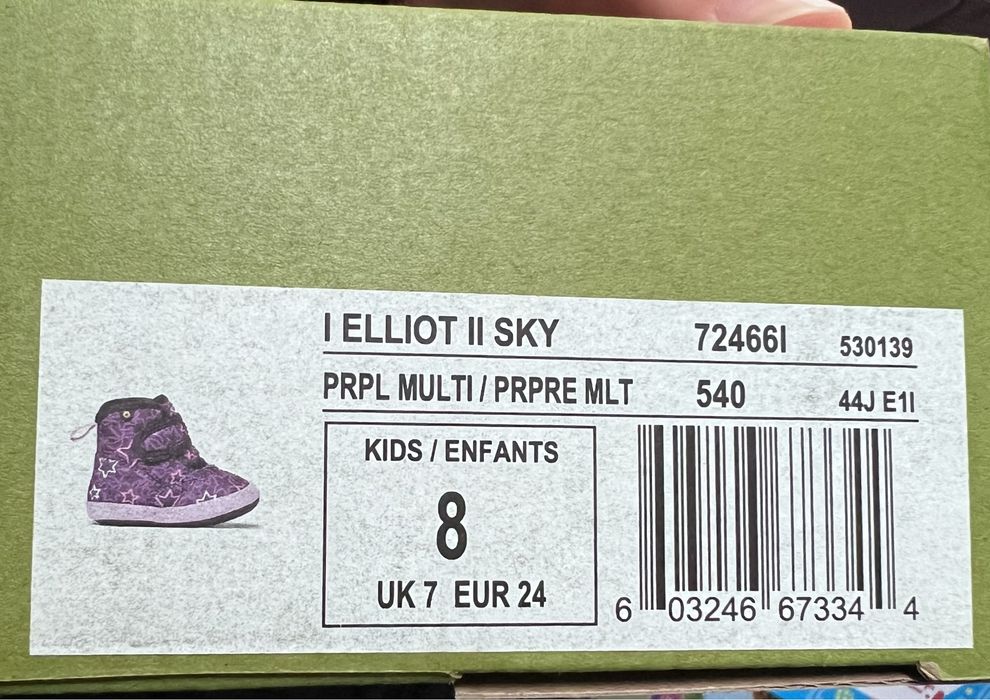 I ELLIOT II SKY 72466I 530139
PRPL MULTI / PRPRE MLT 540 44J E1I
KIDS / ENFANTS
8
UK 7 EUR 24
6 03246 67334 4